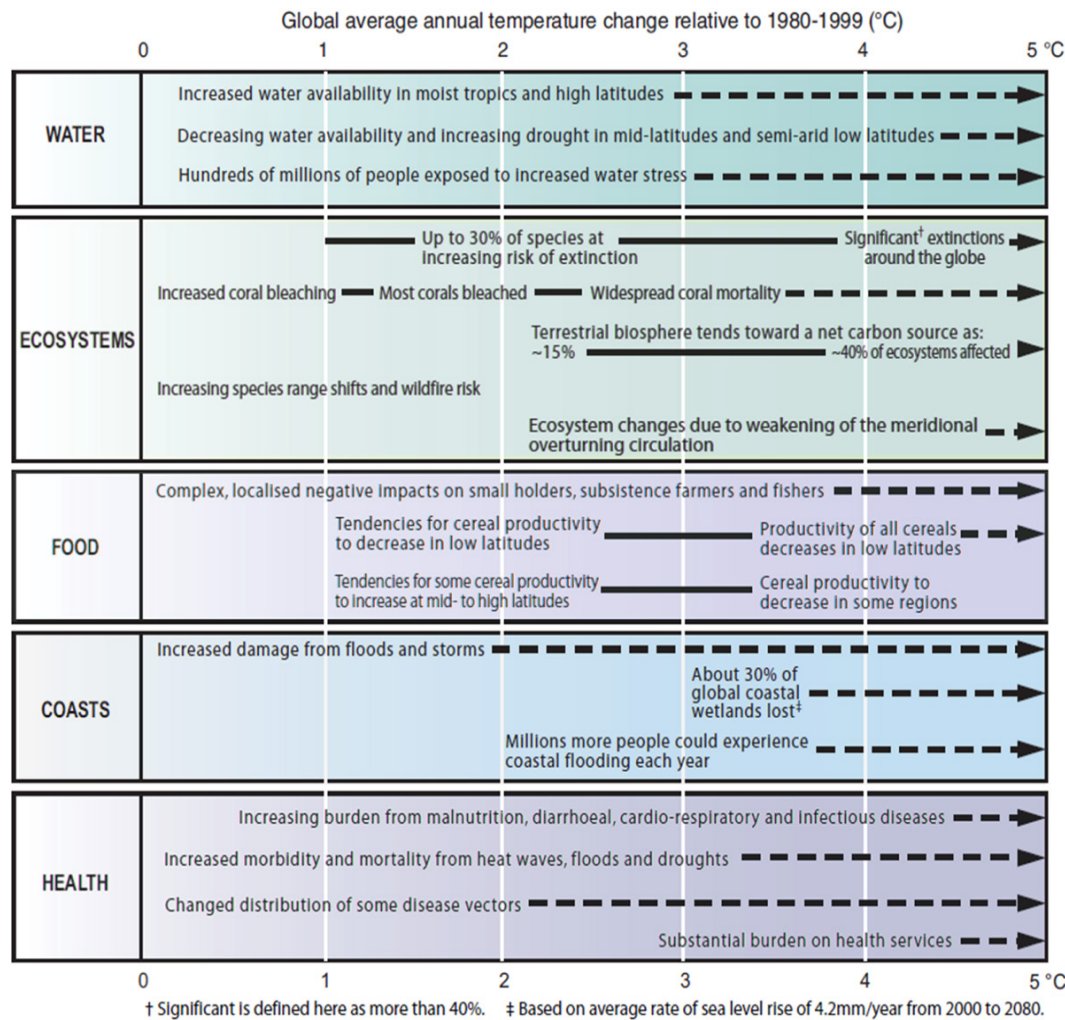 Global average annual temperature change relative to 1980-1999 (°C)
0 1 2 3 4 5 °C
WATER
Increased water availability in moist tropics and high latitudes
Decreasing water availability and increasing drought in mid-latitudes and semi-arid low latitudes
Hundreds of millions of people exposed to increased water stress
ECOSYSTEMS
Up to 30% of species at
increasing risk of extinction
Significant† extinctions
around the globe
Increased coral bleaching Most corals bleached Widespread coral mortality
Terrestrial biosphere tends toward a net carbon source as:
~15% ~40% of ecosystems affected
Increasing species range shifts and wildfire risk
Ecosystem changes due to weakening of the meridional
overturning circulation
FOOD
Complex, localised negative impacts on small holders, subsistence farmers and fishers
Tendencies for cereal productivity
to decrease in low latitudes
Productivity of all cereals
decreases in low latitudes
Tendencies for some cereal productivity
to increase at mid- to high latitudes
Cereal productivity to
decrease in some regions
COASTS
Increased damage from floods and storms
About 30% of
global coastal
wetlands lost‡
Millions more people could experience
coastal flooding each year
HEALTH
Increasing burden from malnutrition, diarrhoeal, cardio-respiratory and infectious diseases
Increased morbidity and mortality from heat waves, floods and droughts
Changed distribution of some disease vectors
Substantial burden on health services
0 1 2 3 4 5 °C
† Significant is defined here as more than 40%. ‡ Based on average rate of sea level rise of 4.2mm/year from 2000 to 2080.